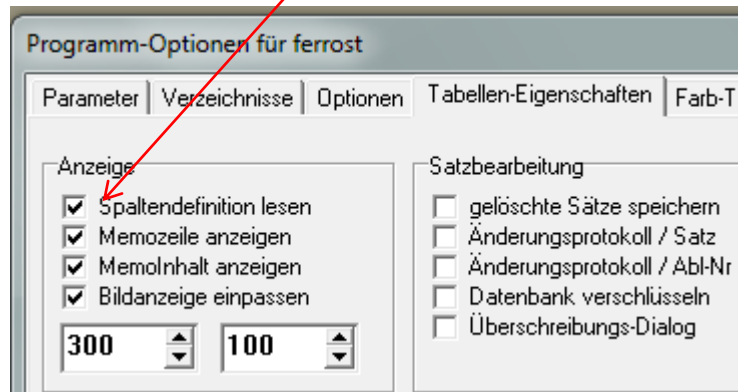 Programm-Optionen für ferrost
Parameter Verzeichnisse Optionen Tabellen-Eigenschaften Farb-T
Anzeige
Spaltendefinition lesen
Memozeile anzeigen
MemoInhalt anzeigen
Bildanzeige einpassen
300 100
Satzbearbeitung
gelöschte Sätze speichern
Änderungsprotokoll / Satz
Änderungsprotokoll / Abl-Nr
Datenbank verschlüsseln
Überschreibungs-Dialog